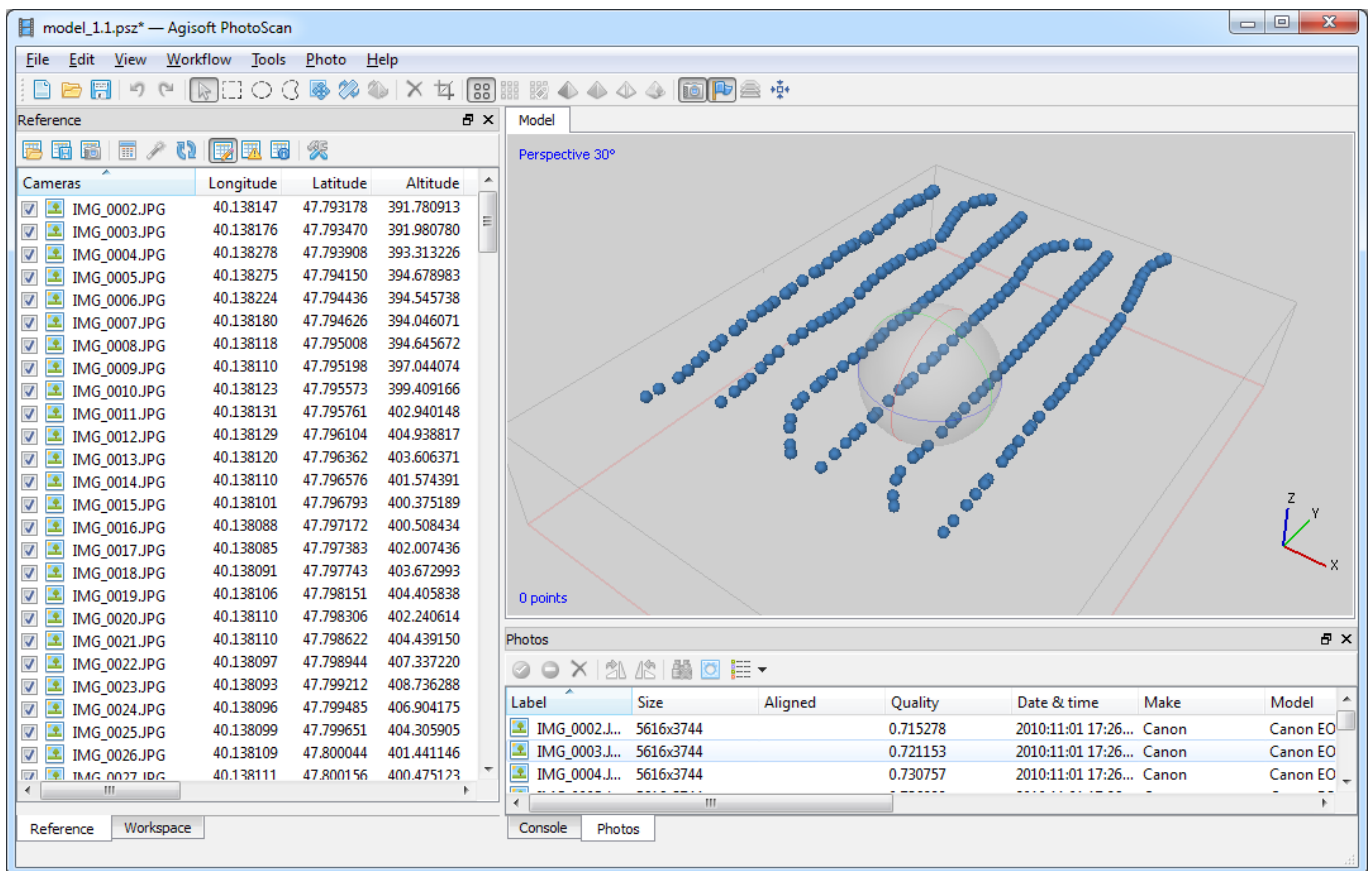 model_1.1.psz* — Agisoft PhotoScan
File Edit View Workflow Tools Photo Help
Reference
Cameras Longitude Latitude Altitude
IMG_0002.JPG 40.138147 47.793178 391.780913
IMG_0003.JPG 40.138176 47.793470 391.980780
IMG_0004.JPG 40.138278 47.793908 393.313226
IMG_0005.JPG 40.138275 47.794150 394.678983
IMG_0006.JPG 40.138224 47.794436 394.545738
IMG_0007.JPG 40.138180 47.794626 394.046071
IMG_0008.JPG 40.138118 47.795008 394.645672
IMG_0009.JPG 40.138110 47.795198 397.044074
IMG_0010.JPG 40.138123 47.795573 399.409166
IMG_0011.JPG 40.138131 47.795761 402.940148
IMG_0012.JPG 40.138129 47.796104 404.938817
IMG_0013.JPG 40.138120 47.796362 403.606371
IMG_0014.JPG 40.138110 47.796576 401.574391
IMG_0015.JPG 40.138101 47.796793 400.375189
IMG_0016.JPG 40.138088 47.797172 400.508434
IMG_0017.JPG 40.138085 47.797383 402.007436
IMG_0018.JPG 40.138091 47.797743 403.672993
IMG_0019.JPG 40.138106 47.798151 404.405838
IMG_0020.JPG 40.138110 47.798306 402.240614
IMG_0021.JPG 40.138110 47.798622 404.439150
IMG_0022.JPG 40.138097 47.798944 407.337220
IMG_0023.JPG 40.138093 47.799212 408.736288
IMG_0024.JPG 40.138096 47.799485 406.904175
IMG_0025.JPG 40.138099 47.799651 404.305905
IMG_0026.JPG 40.138109 47.800044 401.441146
IMG_0027.JPG 40.138111 47.800156 400.475123
Reference Workspace
Model
Perspective 30°
Z
Y
X
0 points
Photos
Label Size Aligned Quality Date & time Make Model
IMG_0002.J... 5616x3744 0.715278 2010:11:01 17:26... Canon Canon EO
IMG_0003.J... 5616x3744 0.721153 2010:11:01 17:26... Canon Canon EO
IMG_0004.J... 5616x3744 0.730757 2010:11:01 17:26... Canon Canon EO
Console Photos